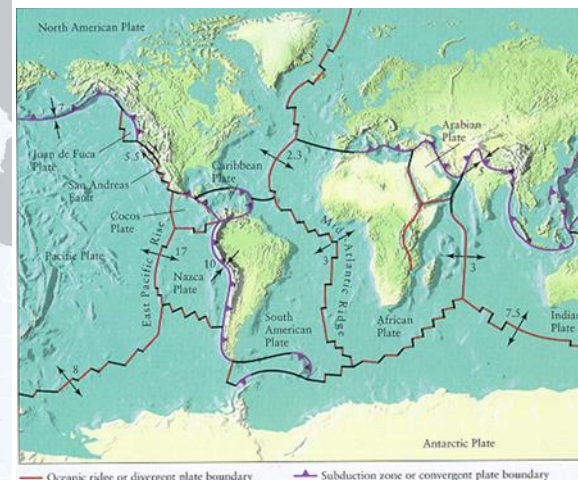 North American Plate
7
Juan de Fuca
Plate
5.5
San Andreas
Fault
Caribbean
Plate
2.3
Arabian
Plate
5
Cocos
Plate
Pacific Plate
East Pacific Rise
17
Nazca
Plate
10
South
American
Plate
Mid-Atlantic Ridge
3
African
Plate
3
7.5
Indian
Plate
8
Antarctic Plate
Oceanic ridge or divergent plate boundary
Subduction zone or convergent plate boundary